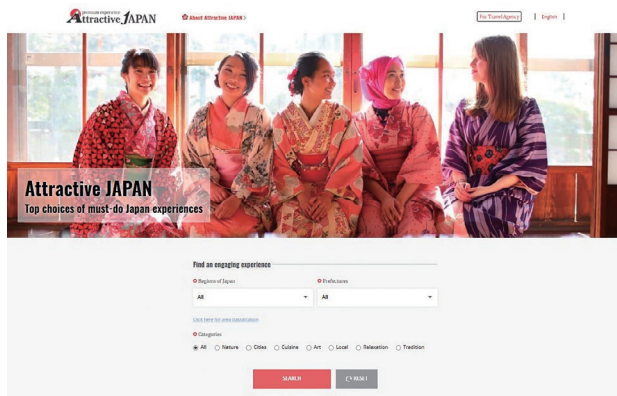 Attractive JAPAN
About Attractive JAPAN
For Travel Agency
English
Attractive JAPAN
Top choices of must-do Japan experiences
Find an engaging experience
Regions of Japan
Prefectures
All
All
Click here for area classification
Categories
All Nature Cities Cuisine Art Local Relaxation Tradition
SEARCH
RESET